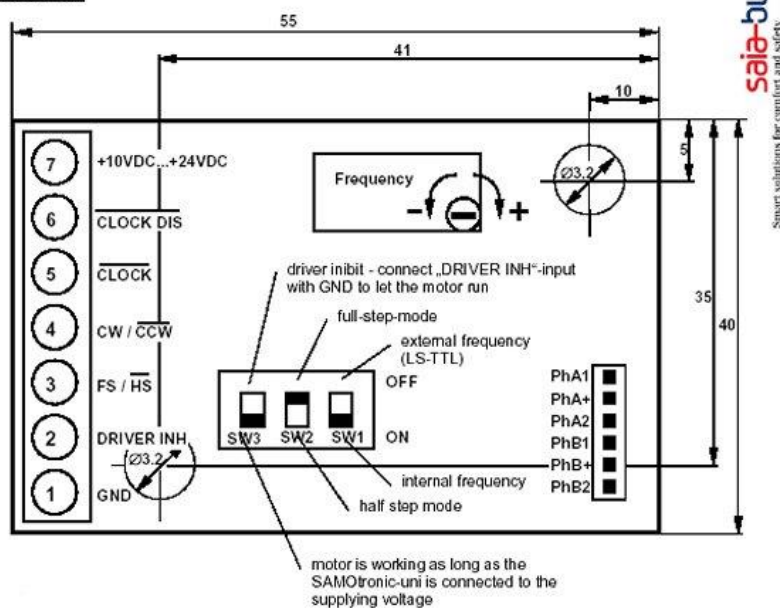 55
41
10
saia-bu
Smart solutions for comfort and safety
7 +10VDC...+24VDC
6 CLOCK DIS
5 CLOCK
4 CW / CCW
3 FS / HS
2 DRIVER INH
1 GND
Frequency
- +
Ø3,2
5
driver inibit - connect „DRIVER INH“-input
with GND to let the motor run
full-step-mode
external frequency
(LS-TTL)
35
40
OFF
ON
SW3 SW2 SW1
PhA1
PhA+
PhA2
PhB1
PhB+
PhB2
Ø3,2
internal frequency
half step mode
motor is working as long as the
SAMOtronic-uni is connected to the
supplying voltage